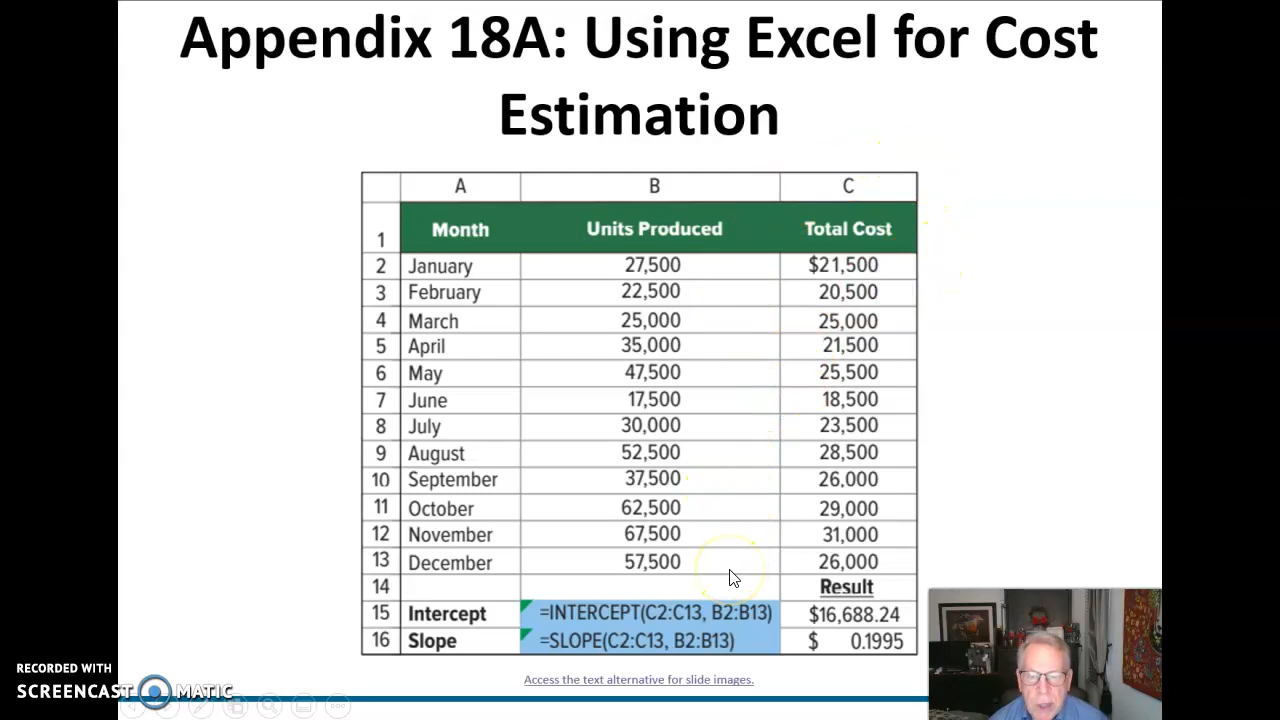 Appendix 18A: Using Excel for Cost
Estimation
A B C
1 Month Units Produced Total Cost
2 January 27,500 $21,500
3 February 22,500 20,500
4 March 25,000 25,000
5 April 35,000 21,500
6 May 47,500 25,500
7 June 17,500 18,500
8 July 30,000 23,500
9 August 52,500 28,500
10 September 37,500 26,000
11 October 62,500 29,000
12 November 67,500 31,000
13 December 57,500 26,000
14 Result
15 Intercept =INTERCEPT(C2:C13, B2:B13) $16,688.24
16 Slope =SLOPE(C2:C13, B2:B13) $ 0.1995
Access the text alternative for slide images.
RECORDED WITH
SCREENCAST MATIC